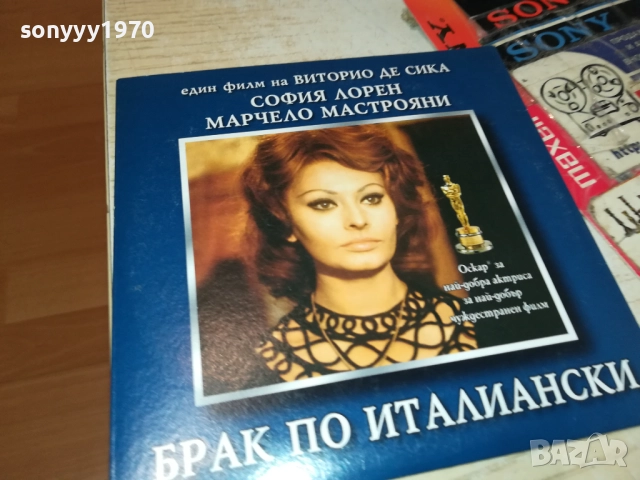 sonyyy1970
един филм на ВИТОРИО ДЕ СИКА
СОФИЯ ЛОРЕН
МАРЧЕЛО МАСТРОЯНИ
Оскар® за
най-добра актриса
за най-добър
чуждестранен филм
БРАК ПО ИТАЛИАНСКИ
SONY
SONY
BAZAR